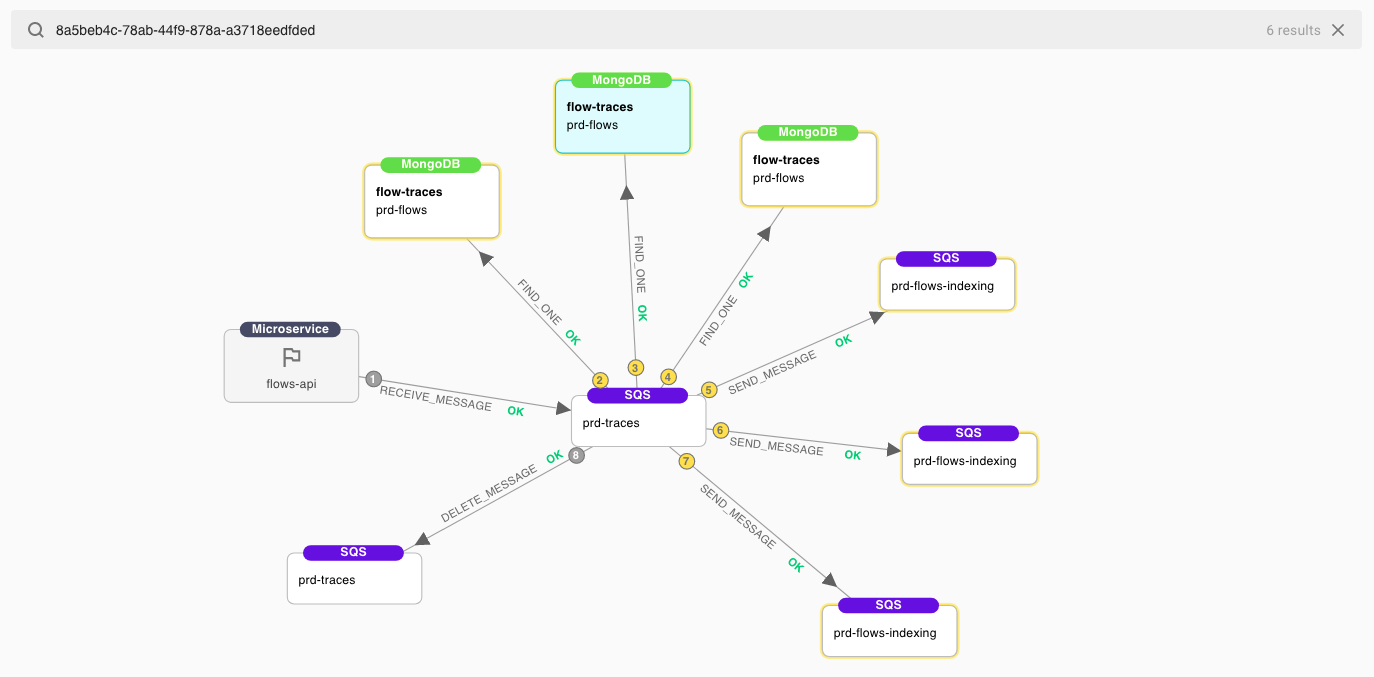 8a5beb4c-78ab-44f9-878a-a3718eedfded
6 results
MongoDB
flow-traces
prd-flows
MongoDB
flow-traces
prd-flows
MongoDB
flow-traces
prd-flows
SQS
prd-flows-indexing
FIND_ONE OK
FIND_ONE OK
FIND_ONE OK
Microservice
flows-api
1
RECEIVE_MESSAGE OK
2
3
4
5
SEND_MESSAGE OK
SQS
prd-traces
6
SEND_MESSAGE OK
SQS
prd-flows-indexing
8
DELETE_MESSAGE OK
7
SEND_MESSAGE OK
SQS
prd-traces
SQS
prd-flows-indexing